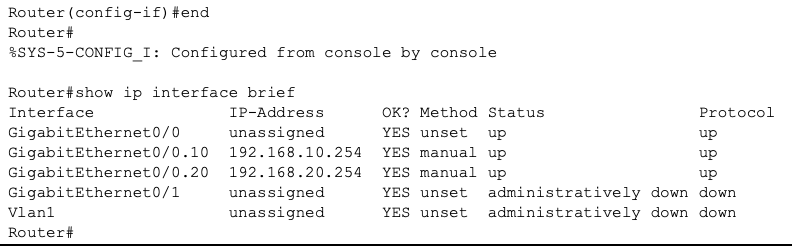 Router(config-if)#end
Router#
%SYS-5-CONFIG_I: Configured from console by console

Router#show ip interface brief
Interface              IP-Address      OK? Method Status                Protocol
GigabitEthernet0/0     unassigned      YES unset  up                    up
GigabitEthernet0/0.10  192.168.10.254  YES manual up                    up
GigabitEthernet0/0.20  192.168.20.254  YES manual up                    up
GigabitEthernet0/1     unassigned      YES unset  administratively down down
Vlan1                  unassigned      YES unset  administratively down down
Router#